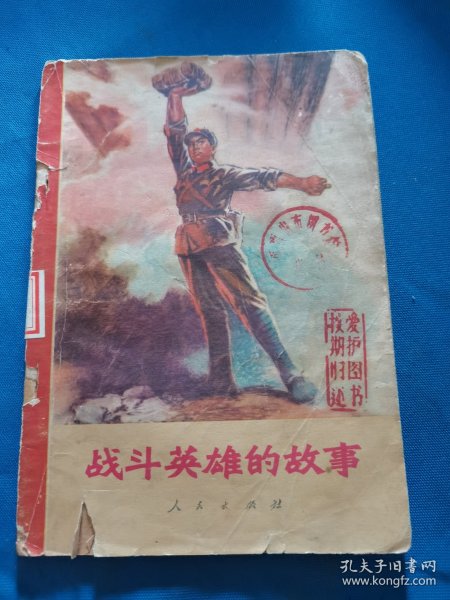 爱护图书
按期归还
战斗英雄的故事
人民出版社
孔夫子旧书网
www.kongfz.com